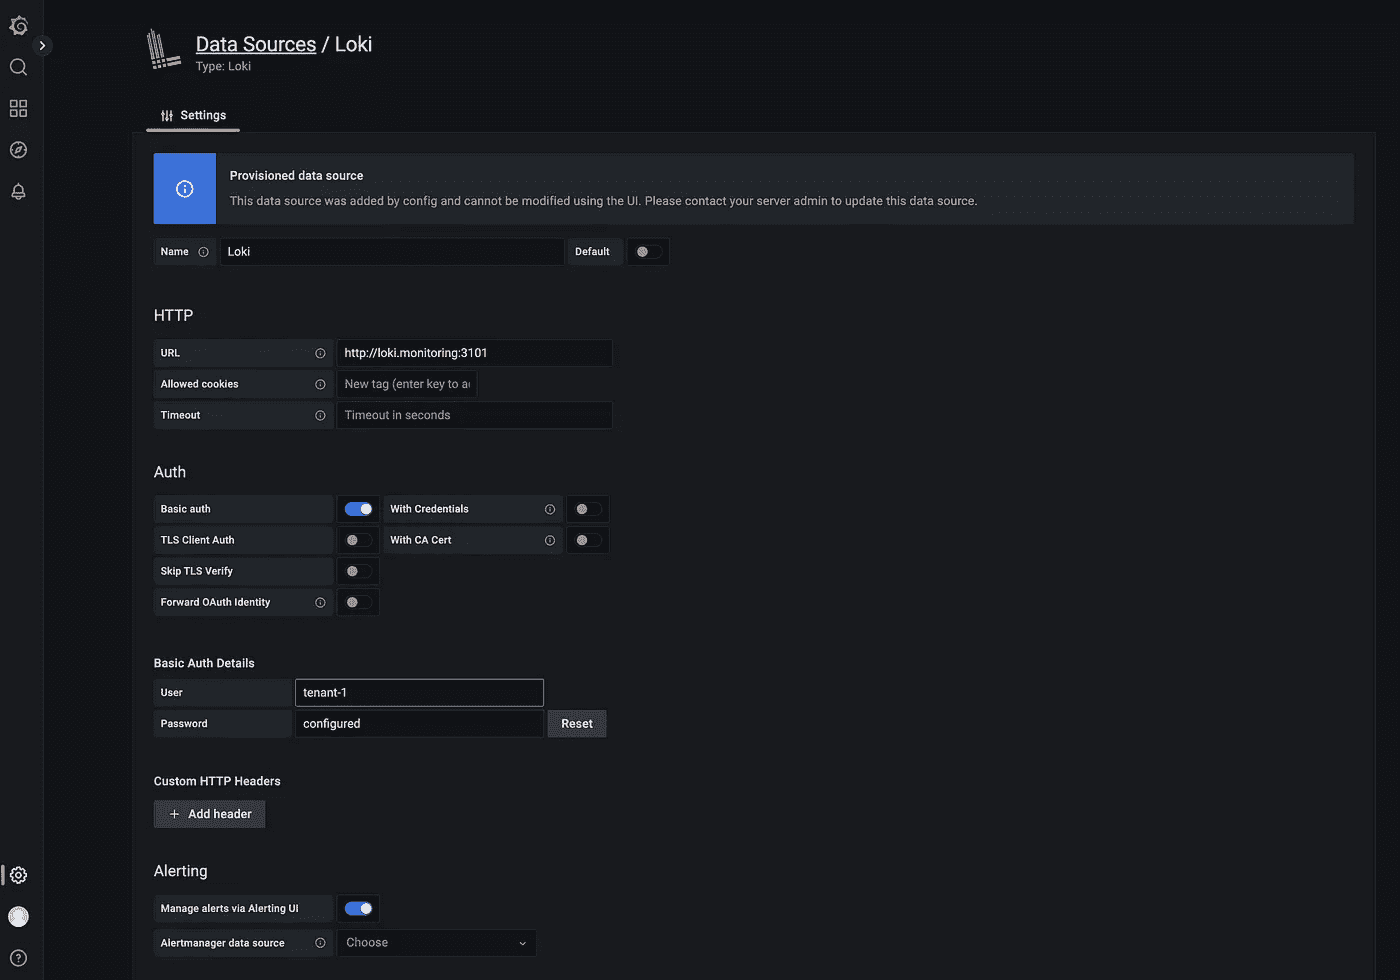 Data Sources / Loki
Type: Loki
Settings
Provisioned data source
This data source was added by config and cannot be modified using the UI. Please contact your server admin to update this data source.
Name Loki Default
HTTP
URL http://loki.monitoring:3101
Allowed cookies New tag (enter key to a
Timeout Timeout in seconds
Auth
Basic auth With Credentials
TLS Client Auth With CA Cert
Skip TLS Verify
Forward OAuth Identity
Basic Auth Details
User tenant-1
Password configured Reset
Custom HTTP Headers
+ Add header
Alerting
Manage alerts via Alerting UI
Alertmanager data source Choose